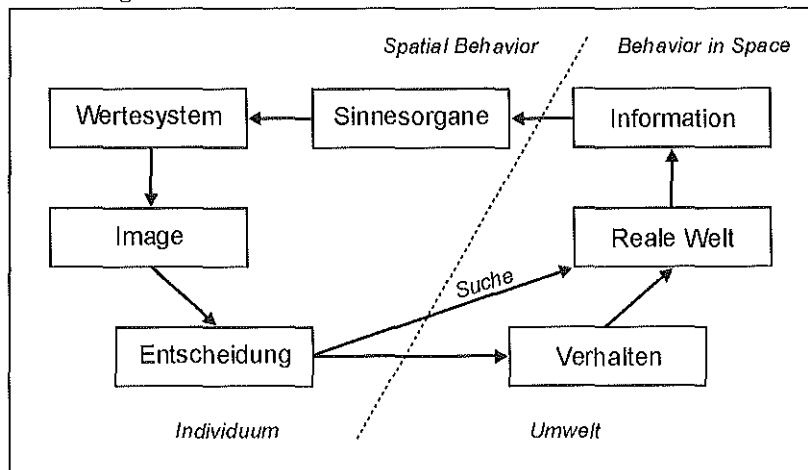 Spatial Behavior Behavior in Space
Wertesystem Sinnesorgane Information
Image Reale Welt
Suche
Entscheidung Verhalten
Individuum Umwelt